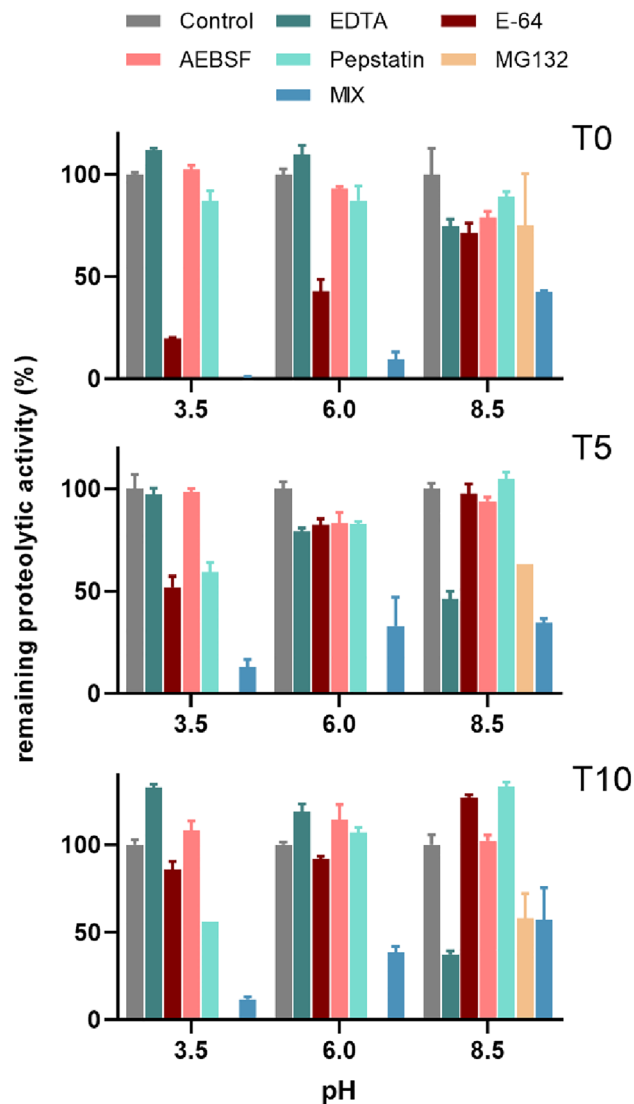 Control EDTA E-64
AEBSF Pepstatin MG132
MIX
T0
100
50
0
3.5 6.0 8.5
T5
100
50
0
3.5 6.0 8.5
T10
100
50
0
3.5 6.0 8.5
remaining proteolytic activity (%)
pH